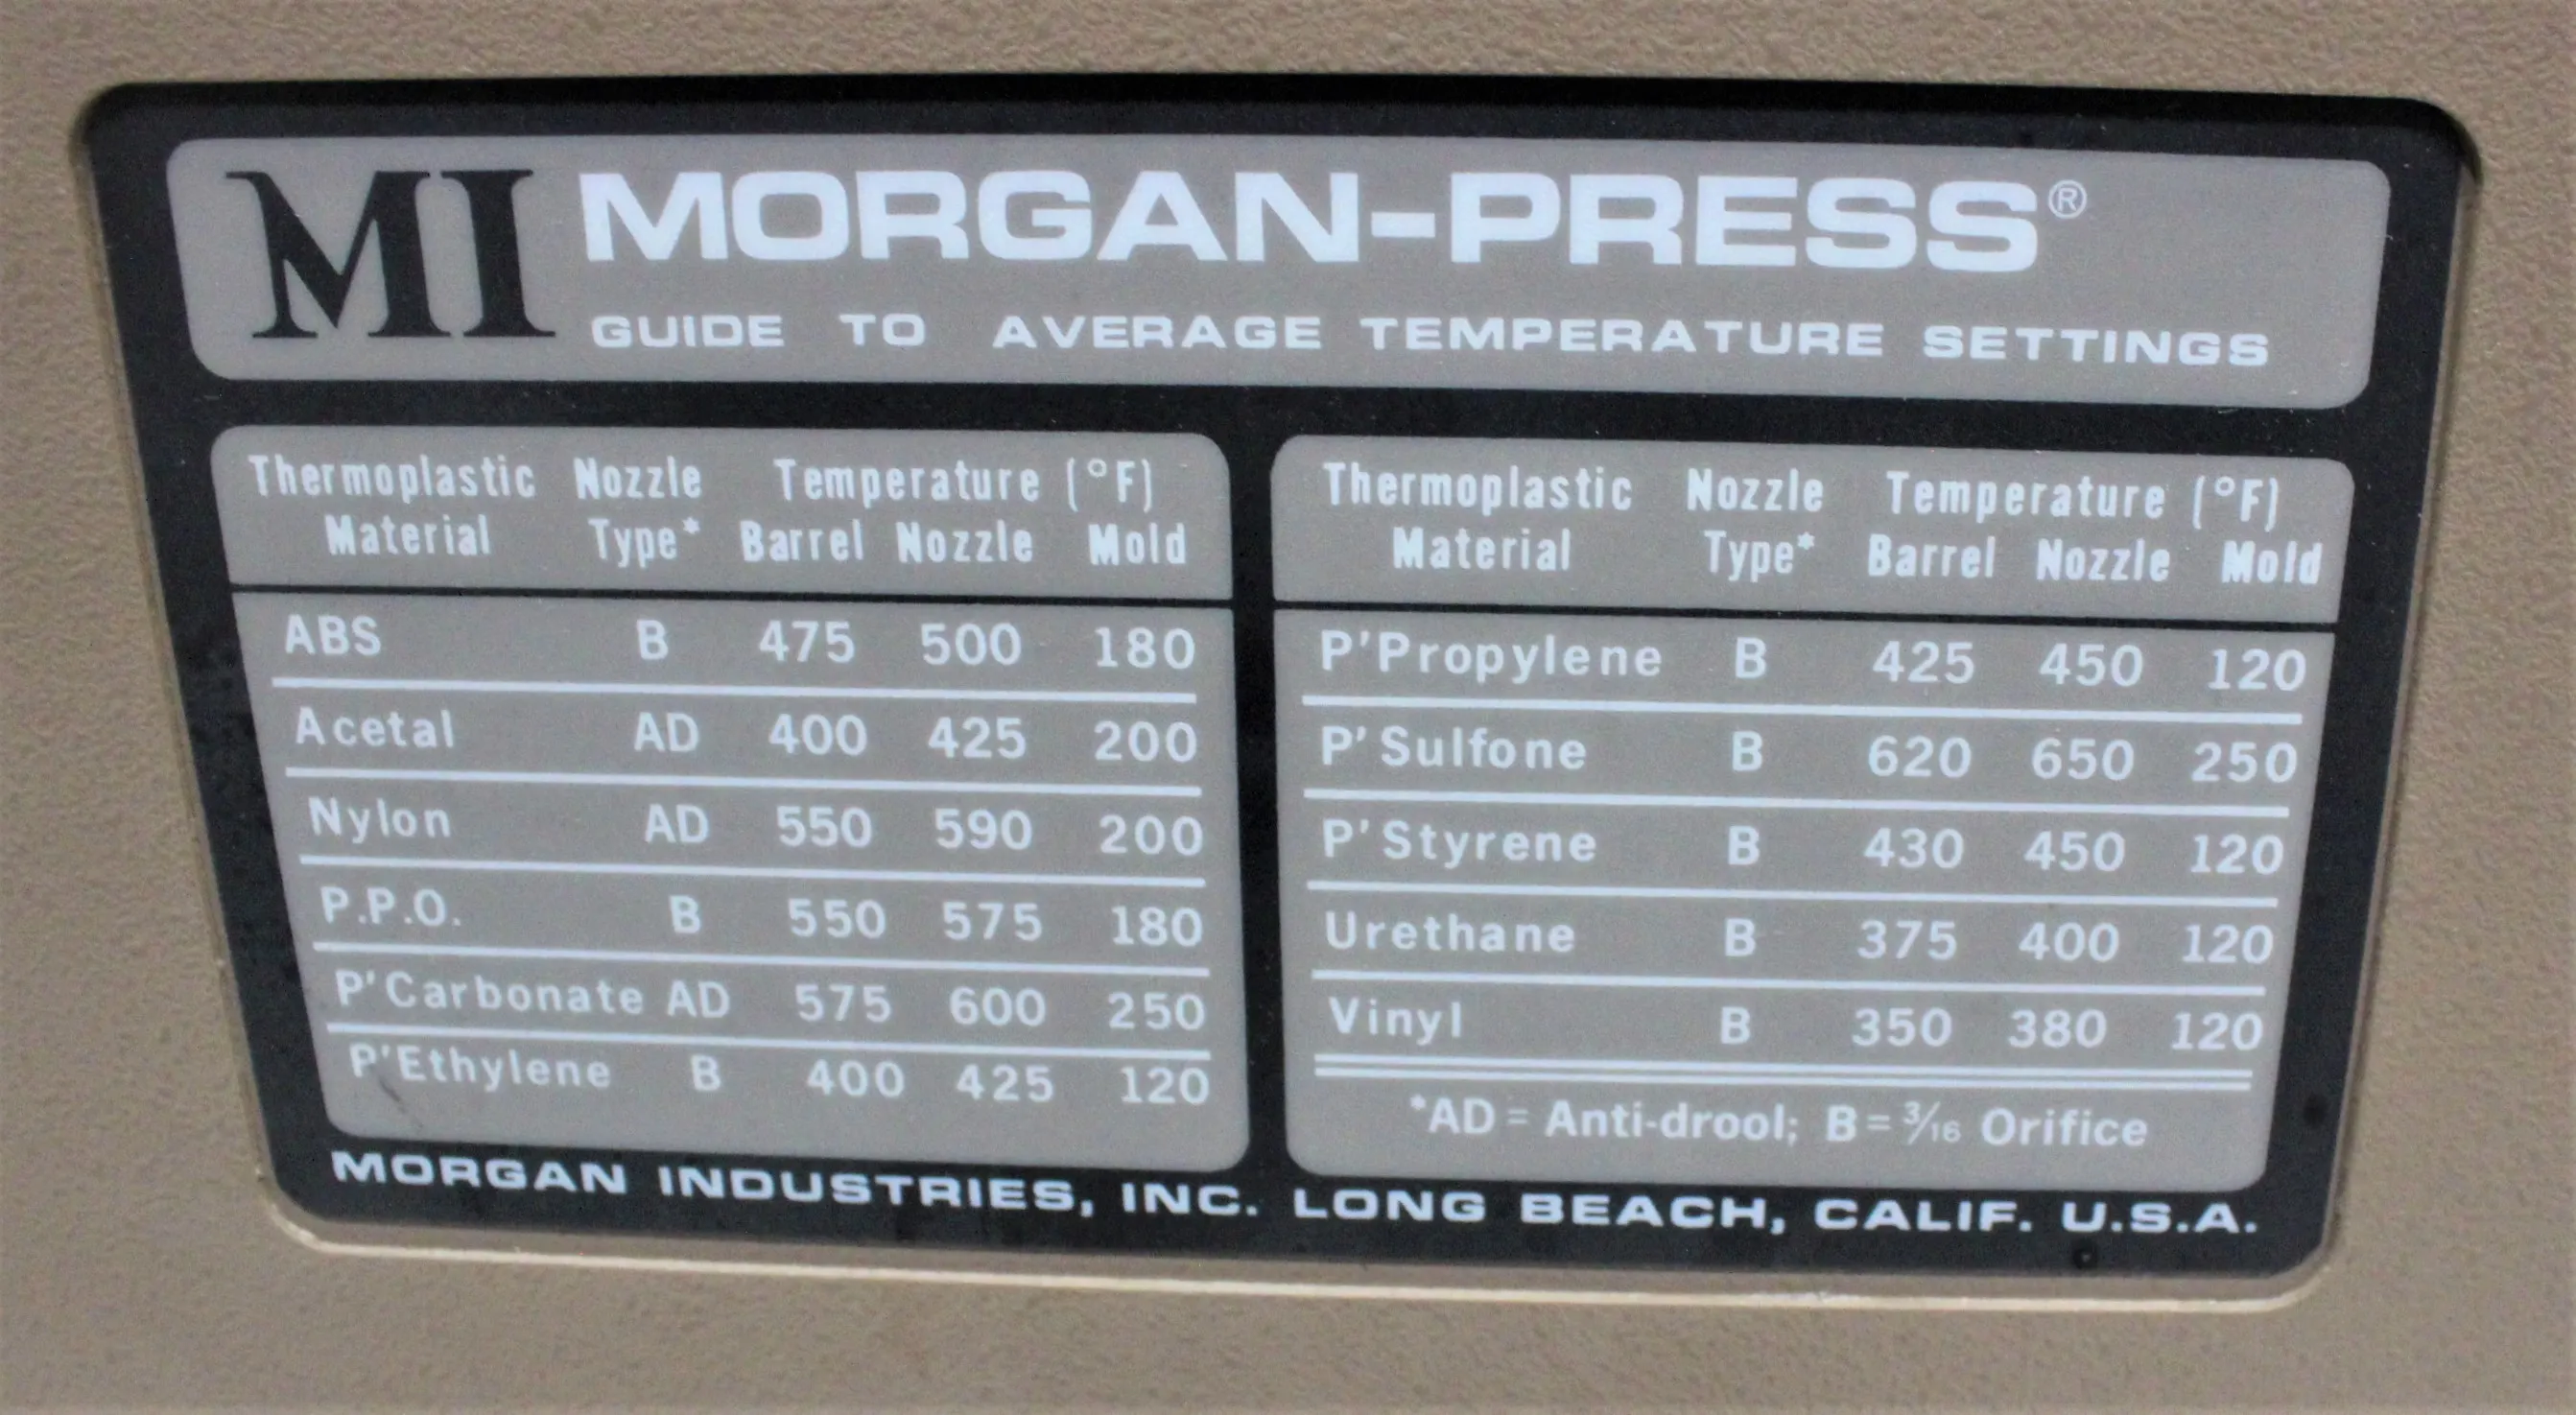 MI MORGAN-PRESS®
GUIDE TO AVERAGE TEMPERATURE SETTINGS
Thermoplastic Nozzle Temperature (°F)
Material Type* Barrel Nozzle Mold
ABS B 475 500 180
Acetal AD 400 425 200
Nylon AD 550 590 200
P.P.O. B 550 575 180
P'Carbonate AD 575 600 250
P'Ethylene B 400 425 120
Thermoplastic Nozzle Temperature (°F)
Material Type* Barrel Nozzle Mold
P'Propylene B 425 450 120
P'Sulfone B 620 650 250
P'Styrene B 430 450 120
Urethane B 375 400 120
Vinyl B 350 380 120
*AD = Anti-drool; B = 3/16 Orifice
MORGAN INDUSTRIES, INC. LONG BEACH, CALIF. U.S.A.